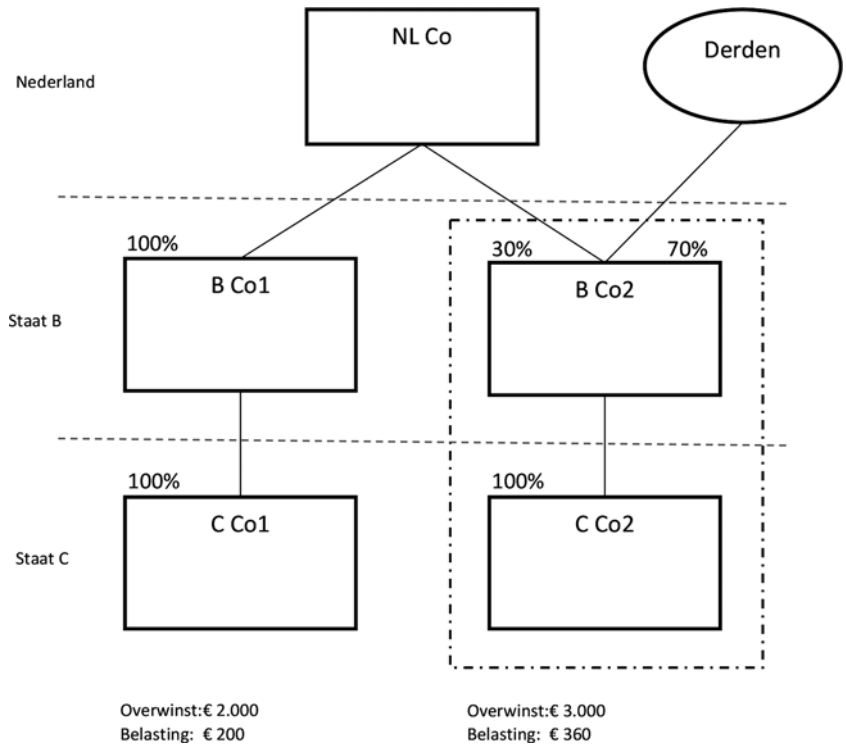 NL Co
Derden
Nederland
100%
30%
70%
B Co1
B Co2
Staat B
100%
100%
C Co1
C Co2
Staat C
Overwinst:€ 2.000
Belasting: € 200
Overwinst:€ 3.000
Belasting: € 360